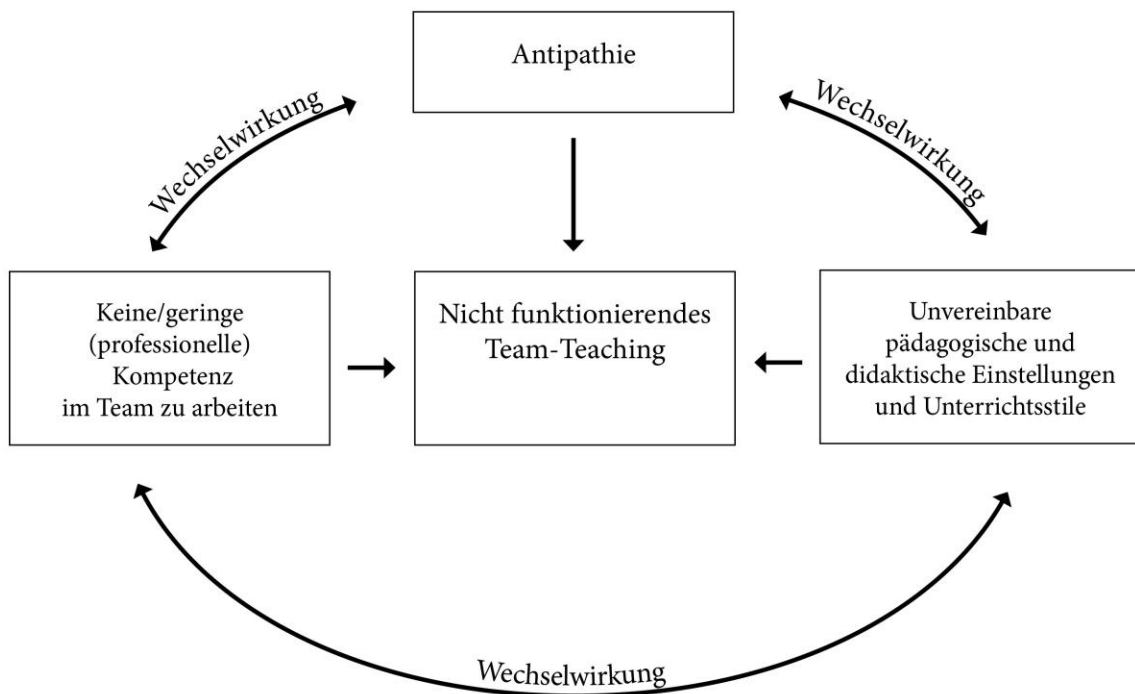 Antipathie
Wechselwirkung
Wechselwirkung
Keine/geringe
(professionelle)
Kompetenz
im Team zu arbeiten
Nicht funktionierendes
Team-Teaching
Unvereinbare
pädagogische und
didaktische Einstellungen
und Unterrichtsstile
Wechselwirkung